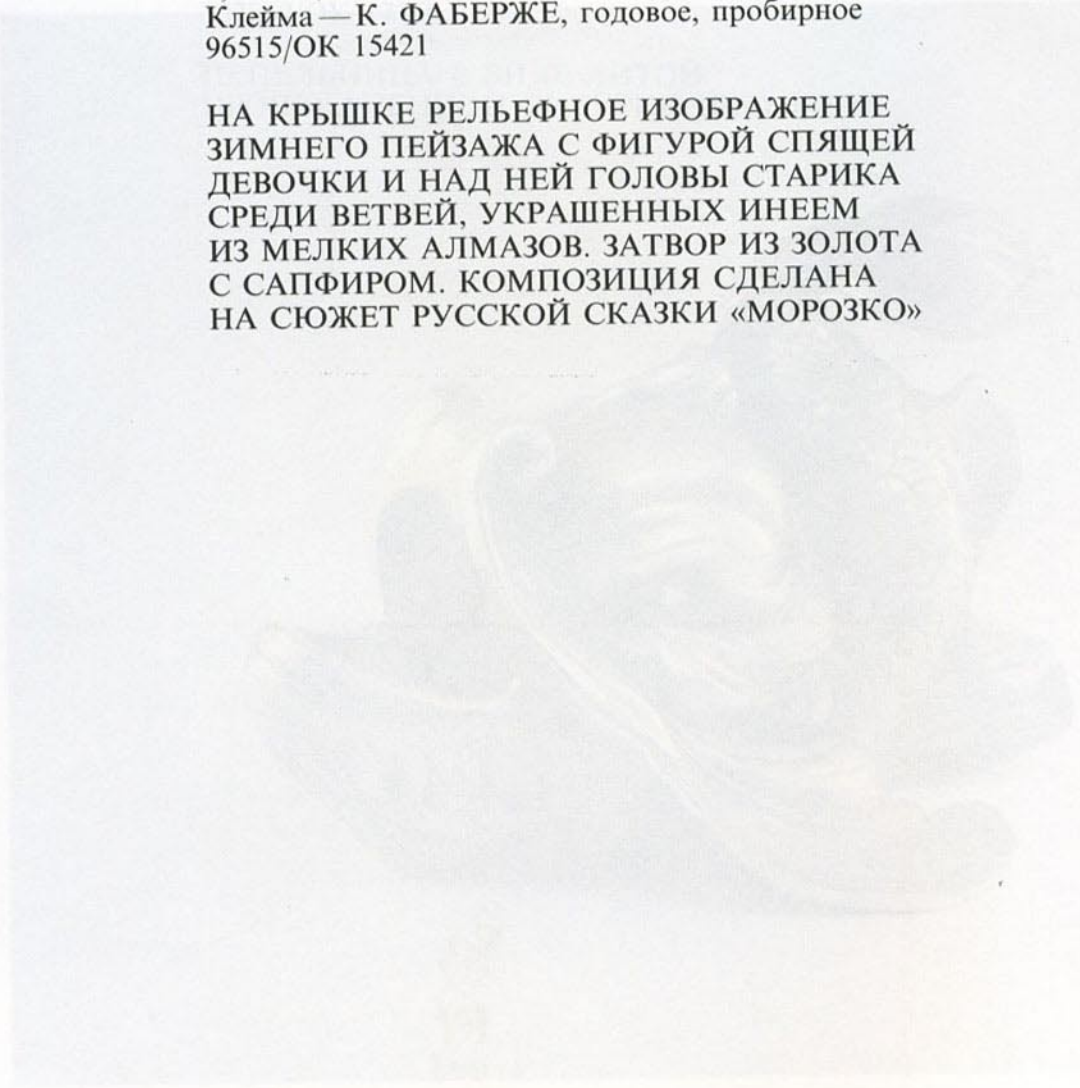 Клейма — К. ФАБЕРЖЕ, годовое, пробирное
96515/ОК 15421
НА КРЫШКЕ РЕЛЬЕФНОЕ ИЗОБРАЖЕНИЕ
ЗИМНЕГО ПЕЙЗАЖА С ФИГУРОЙ СПЯЩЕЙ
ДЕВОЧКИ И НАД НЕЙ ГОЛОВЫ СТАРИКА
СРЕДИ ВЕТВЕЙ, УКРАШЕННЫХ ИНЕЕМ
ИЗ МЕЛКИХ АЛМАЗОВ. ЗАТВОР ИЗ ЗОЛОТА
С САПФИРОМ. КОМПОЗИЦИЯ СДЕЛАНА
НА СЮЖЕТ РУССКОЙ СКАЗКИ «МОРОЗКО»